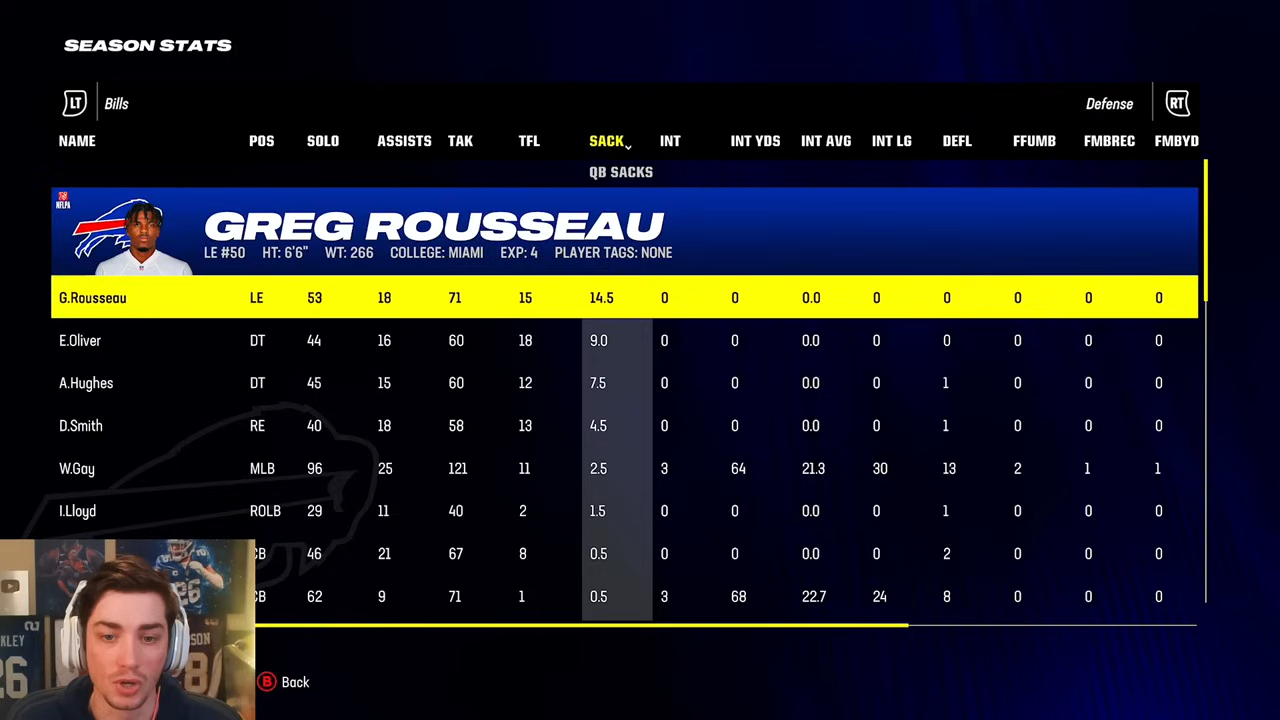 SEASON STATS
LT Bills Defense RT
NAME POS SOLO ASSISTS TAK TFL SACK INT INT YDS INT AVG INT LG DEFL FFUMB FMBREC FMBYD
QB SACKS
NFLPA
GREG ROUSSEAU
LE #50 HT: 6'6" WT: 266 COLLEGE: MIAMI EXP: 4 PLAYER TAGS: NONE
G.Rousseau LE 53 18 71 15 14.5 0 0 0.0 0 0 0 0 0
E.Oliver DT 44 16 60 18 9.0 0 0 0.0 0 0 0 0 0
A.Hughes DT 45 15 60 12 7.5 0 0 0.0 0 1 0 0 0
D.Smith RE 40 18 58 13 4.5 0 0 0.0 0 1 0 0 0
W.Gay MLB 96 25 121 11 2.5 3 64 21.3 30 13 2 1 1
I.Lloyd ROLB 29 11 40 2 1.5 0 0 0.0 0 1 0 0 0
CB 46 21 67 8 0.5 0 0 0.0 0 2 0 0 0
CB 62 9 71 1 0.5 3 68 22.7 24 8 0 0 0
26
KLEY
26
SON
8
B Back